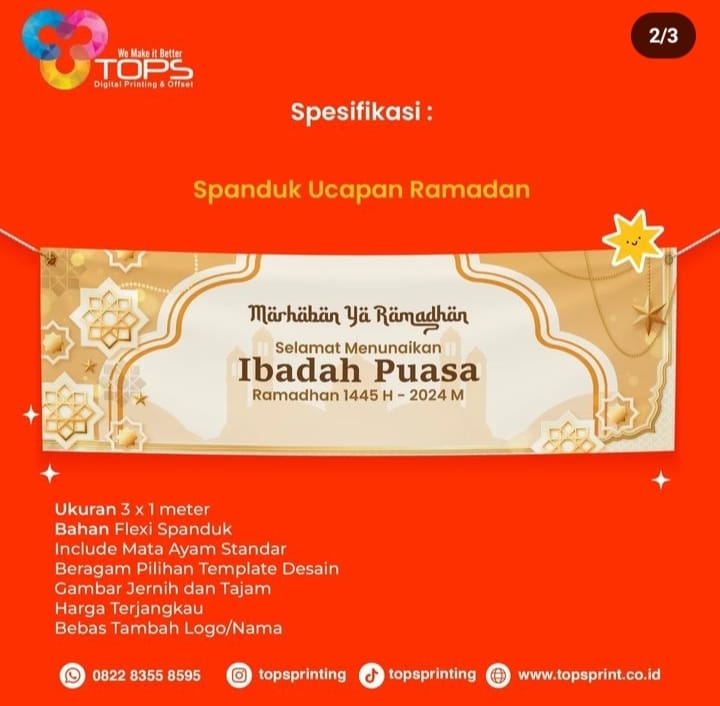 We Make it Better
TOPS
Digital Printing & Offset
2/3
Spesifikasi :
Spanduk Ucapan Ramadan
Märhäbän Yä Rämadhän
Selamat Menunaikan
Ibadah Puasa
Ramadhan 1445 H - 2024 M
Ukuran 3 x 1 meter
Bahan Flexi Spanduk
Include Mata Ayam Standar
Beragam Pilihan Template Desain
Gambar Jernih dan Tajam
Harga Terjangkau
Bebas Tambah Logo/Nama
0822 8355 8595 topsprinting topsprinting www.topsprint.co.id